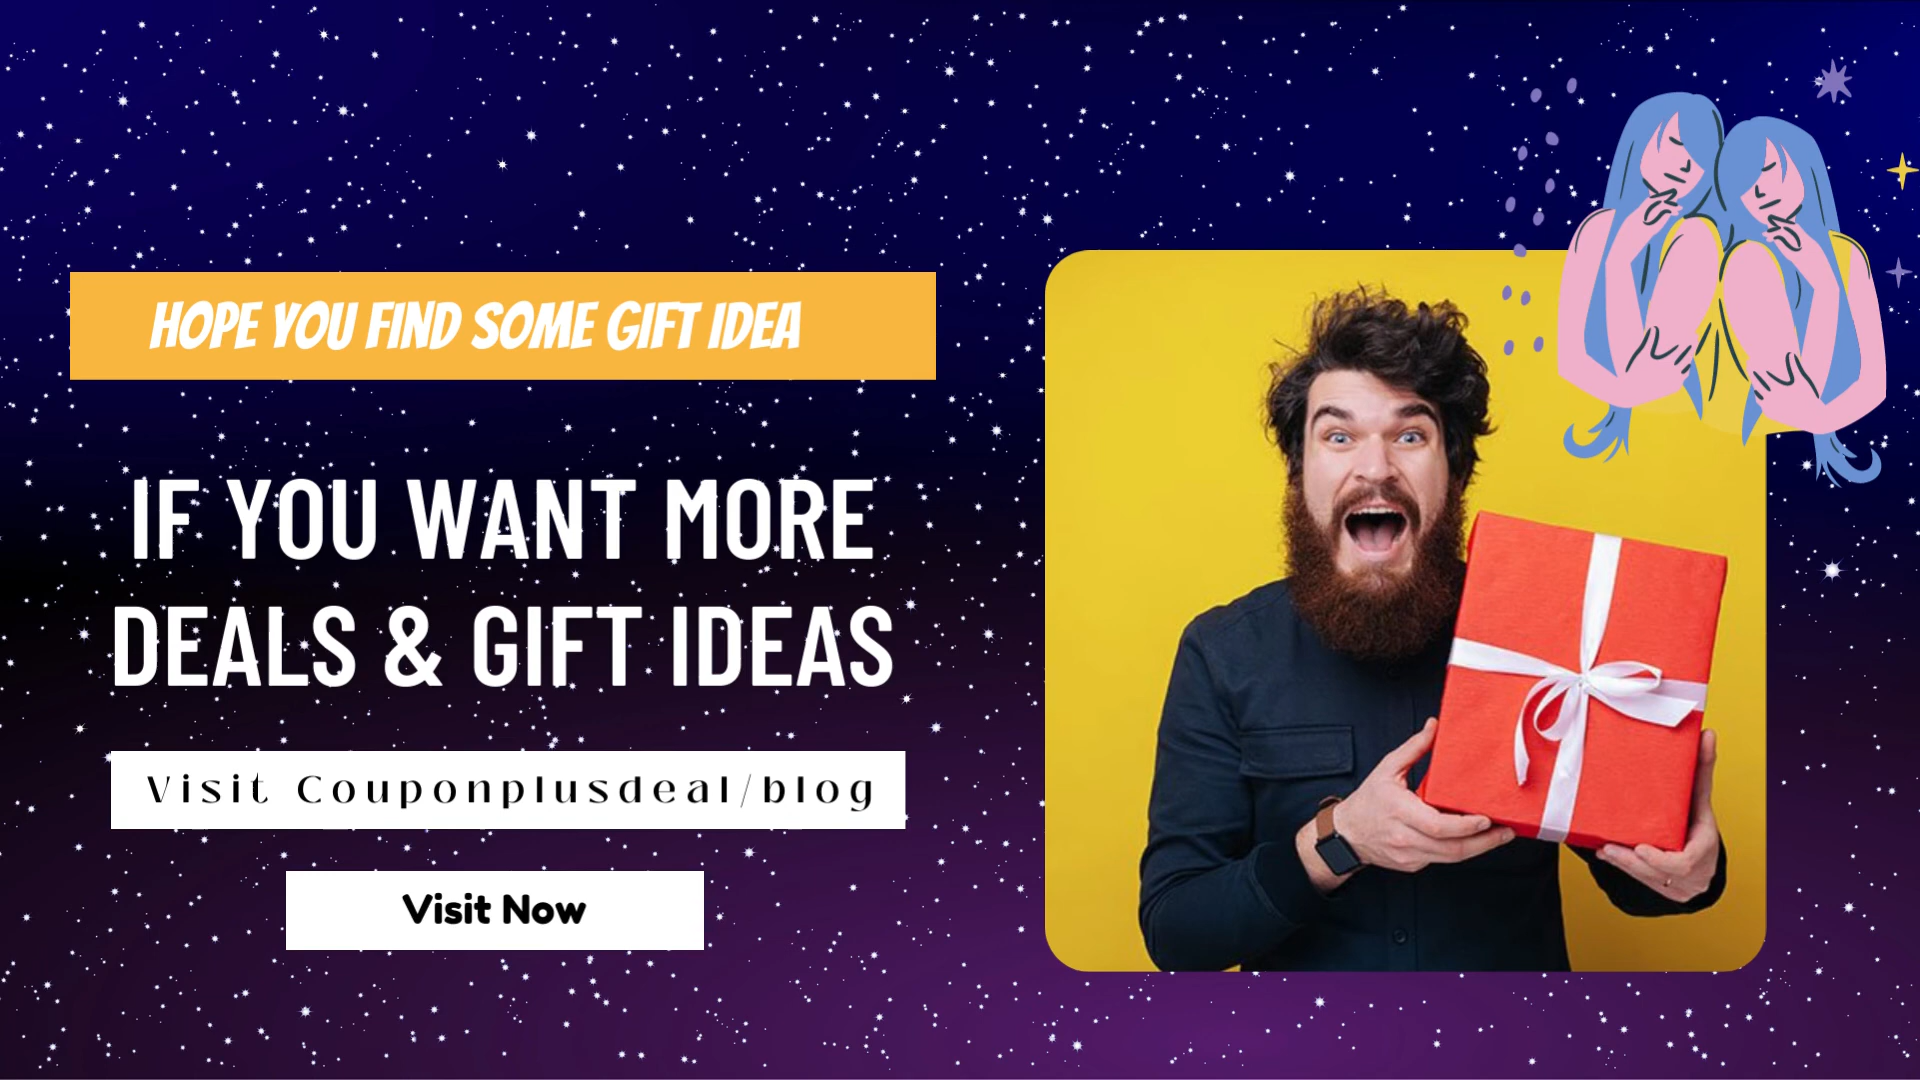 HOPE YOU FIND SOME GIFT IDEA
IF YOU WANT MORE
DEALS & GIFT IDEAS
Visit Couponplusdeal/blog
Visit Now